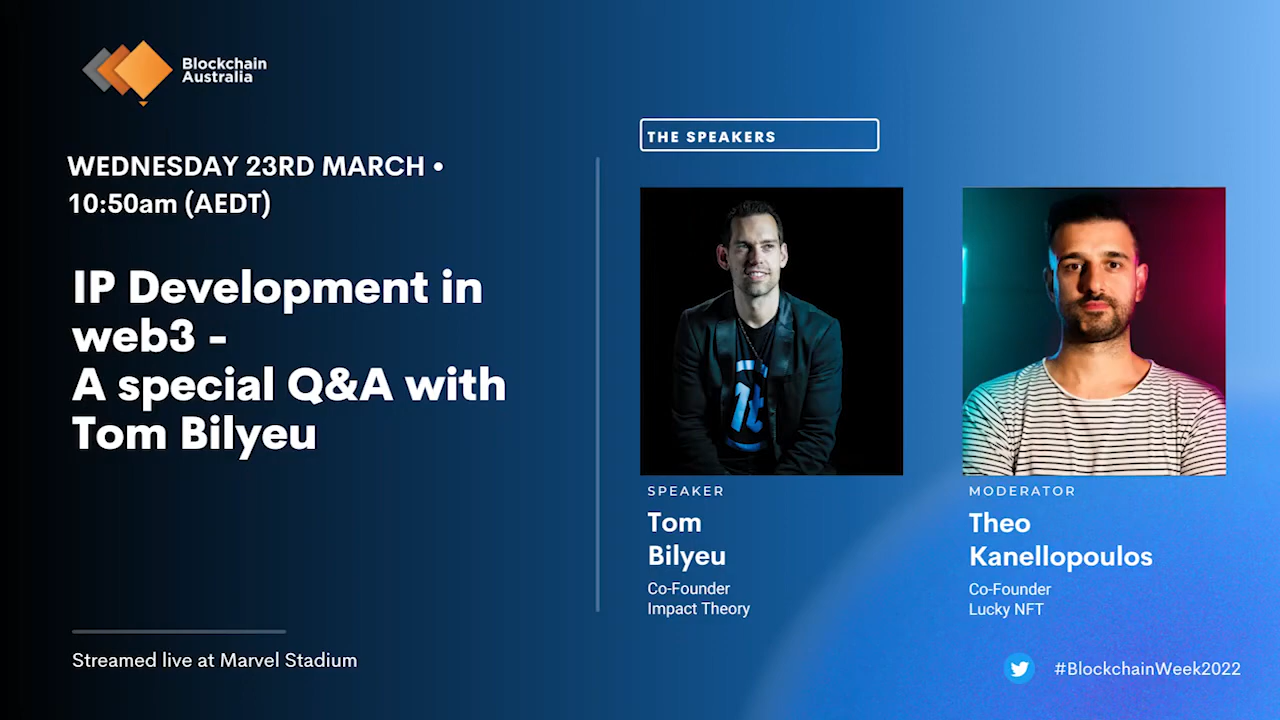 Blockchain
Australia
WEDNESDAY 23RD MARCH •
10:50am (AEDT)
IP Development in
web3 -
A special Q&A with
Tom Bilyeu
Streamed live at Marvel Stadium
THE SPEAKERS
it
SPEAKER
Tom
Bilyeu
Co-Founder
Impact Theory
MODERATOR
Theo
Kanellopoulos
Co-Founder
Lucky NFT
#BlockchainWeek2022